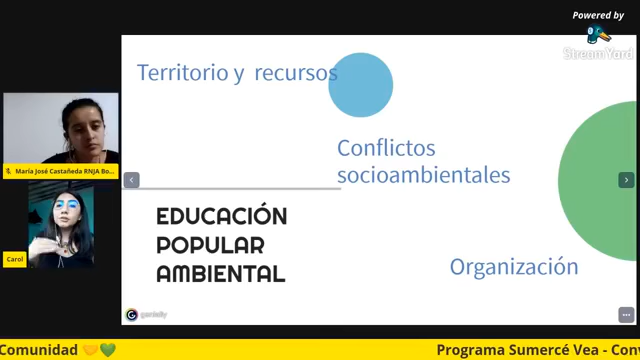 Powered by
StreamYard
Territorio y recursos
Conflictos
socioambientales
EDUCACIÓN
POPULAR
AMBIENTAL
Organización
María José Castañeda RNJA Bo...
Carol
genially
Comunidad 🧡💚
Programa Sumercé Vea - Con